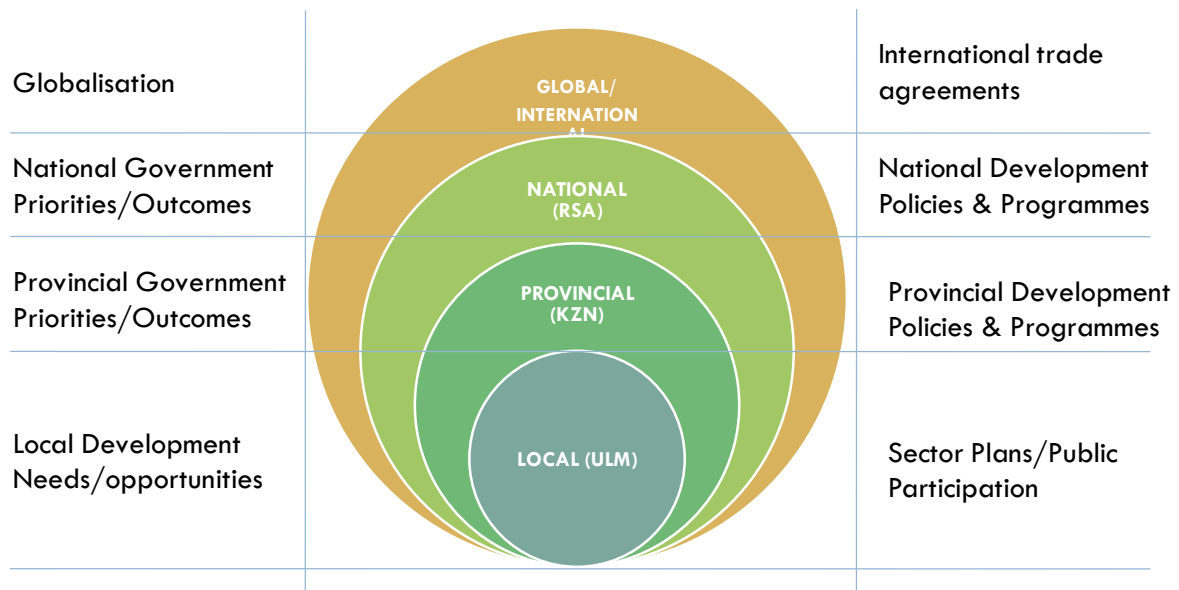 Globalisation
GLOBAL/
INTERNATION
AL
International trade
agreements
National Government
Priorities/Outcomes
NATIONAL
(RSA)
National Development
Policies & Programmes
Provincial Government
Priorities/Outcomes
PROVINCIAL
(KZN)
Provincial Development
Policies & Programmes
Local Development
Needs/opportunities
LOCAL (ULM)
Sector Plans/Public
Participation